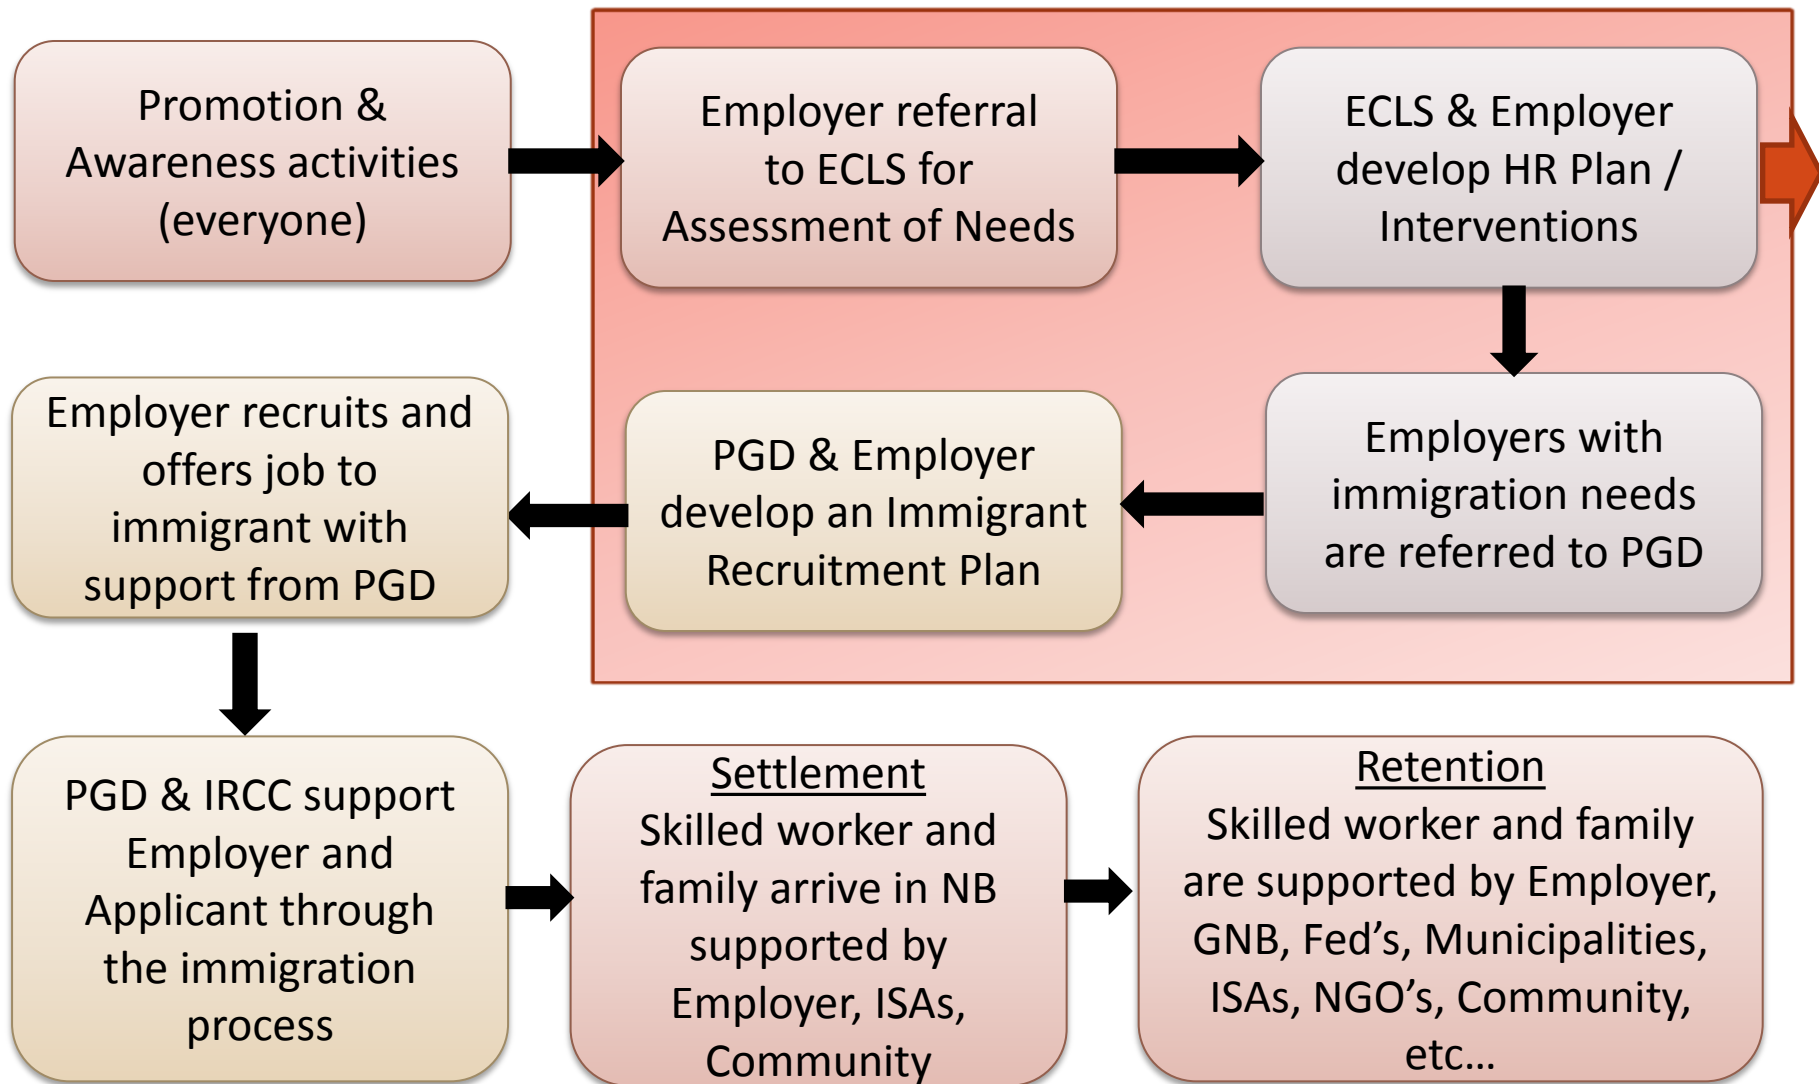 Promotion &
Awareness activities
(everyone)
Employer referral
to ECLS for
Assessment of Needs
ECLS & Employer
develop HR Plan /
Interventions
Employers with
immigration needs
are referred to PGD
PGD & Employer
develop an Immigrant
Recruitment Plan
Employer recruits and
offers job to
immigrant with
support from PGD
PGD & IRCC support
Employer and
Applicant through
the immigration
process
Settlement
Skilled worker and
family arrive in NB
supported by
Employer, ISAs,
Community
Retention
Skilled worker and family
are supported by Employer,
GNB, Fed’s, Municipalities,
ISAs, NGO’s, Community,
etc…